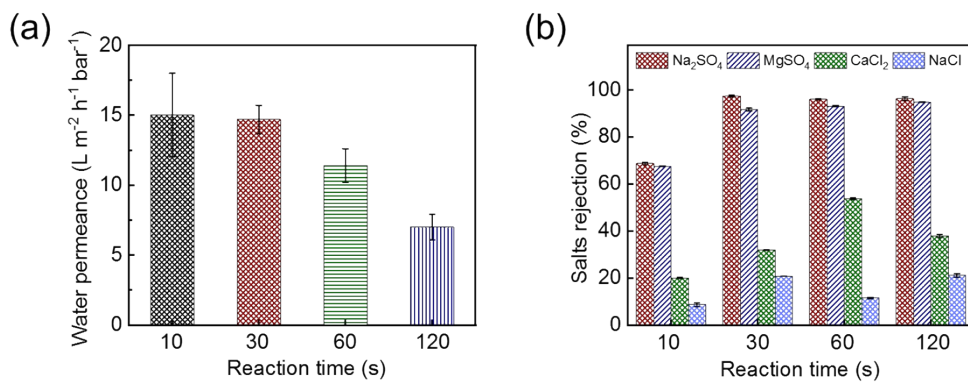 (a)
Water permeance (L m⁻² h⁻¹ bar⁻¹)
20
15
10
5
0
10 30 60 120
Reaction time (s)
(b)
Salts rejection (%)
Na₂SO₄ MgSO₄ CaCl₂ NaCl
100
80
60
40
20
0
10 30 60 120
Reaction time (s)